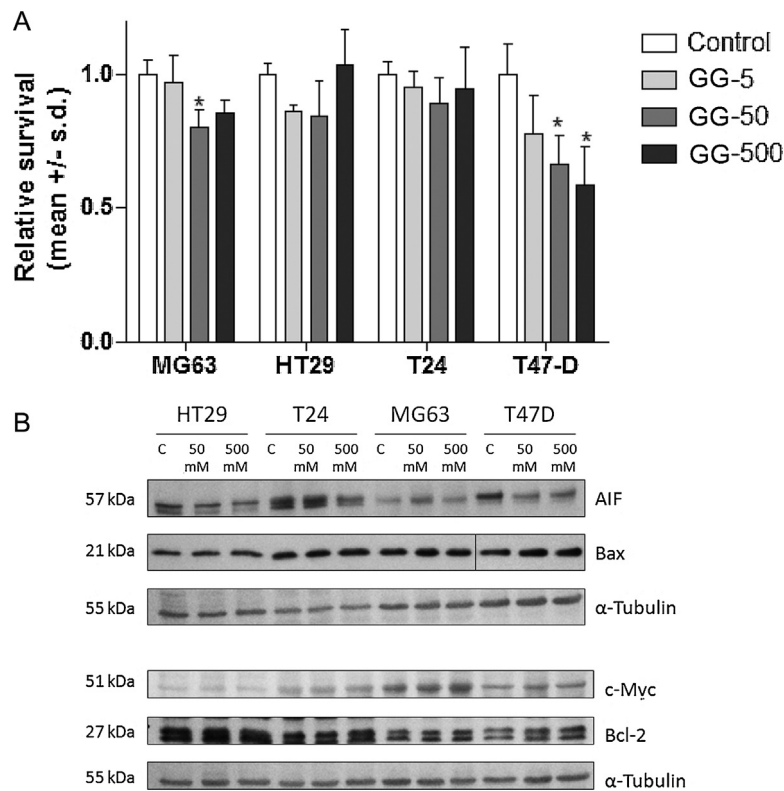 A
Relative survival
(mean +/- s.d.)
1.0
0.5
0.0
* * *
MG63 HT29 T24 T47-D
Control
GG-5
GG-50
GG-500
B
HT29 T24 MG63 T47D
C 50 mM 500 mM C 50 mM 500 mM C 50 mM 500 mM C 50 mM 500 mM
57 kDa AIF
21 kDa Bax
55 kDa α-Tubulin
51 kDa c-Myc
27 kDa Bcl-2
55 kDa α-Tubulin